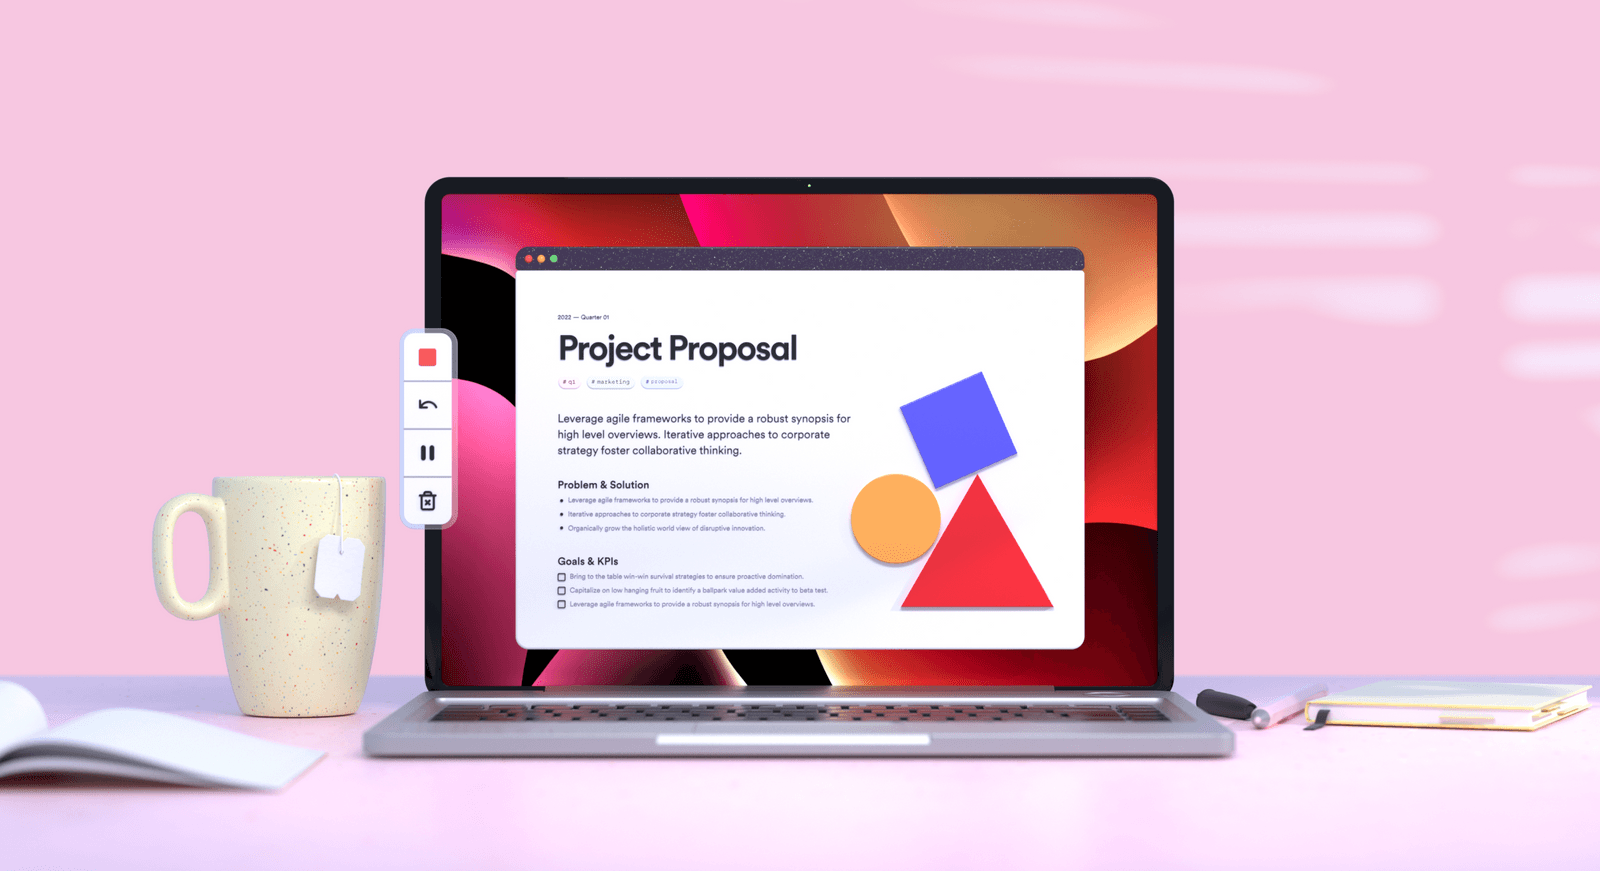 2022 — Quarter 01
Project Proposal
# q1 # marketing # proposal
Leverage agile frameworks to provide a robust synopsis for
high level overviews. Iterative approaches to corporate
strategy foster collaborative thinking.
Problem & Solution
Leverage agile frameworks to provide a robust synopsis for high level overviews.
Iterative approaches to corporate strategy foster collaborative thinking.
Organically grow the holistic world view of disruptive innovation.
Goals & KPIs
Bring to the table win-win survival strategies to ensure proactive domination.
Capitalize on low hanging fruit to identify a ballpark value added activity to beta test.
Leverage agile frameworks to provide a robust synopsis for high level overviews.